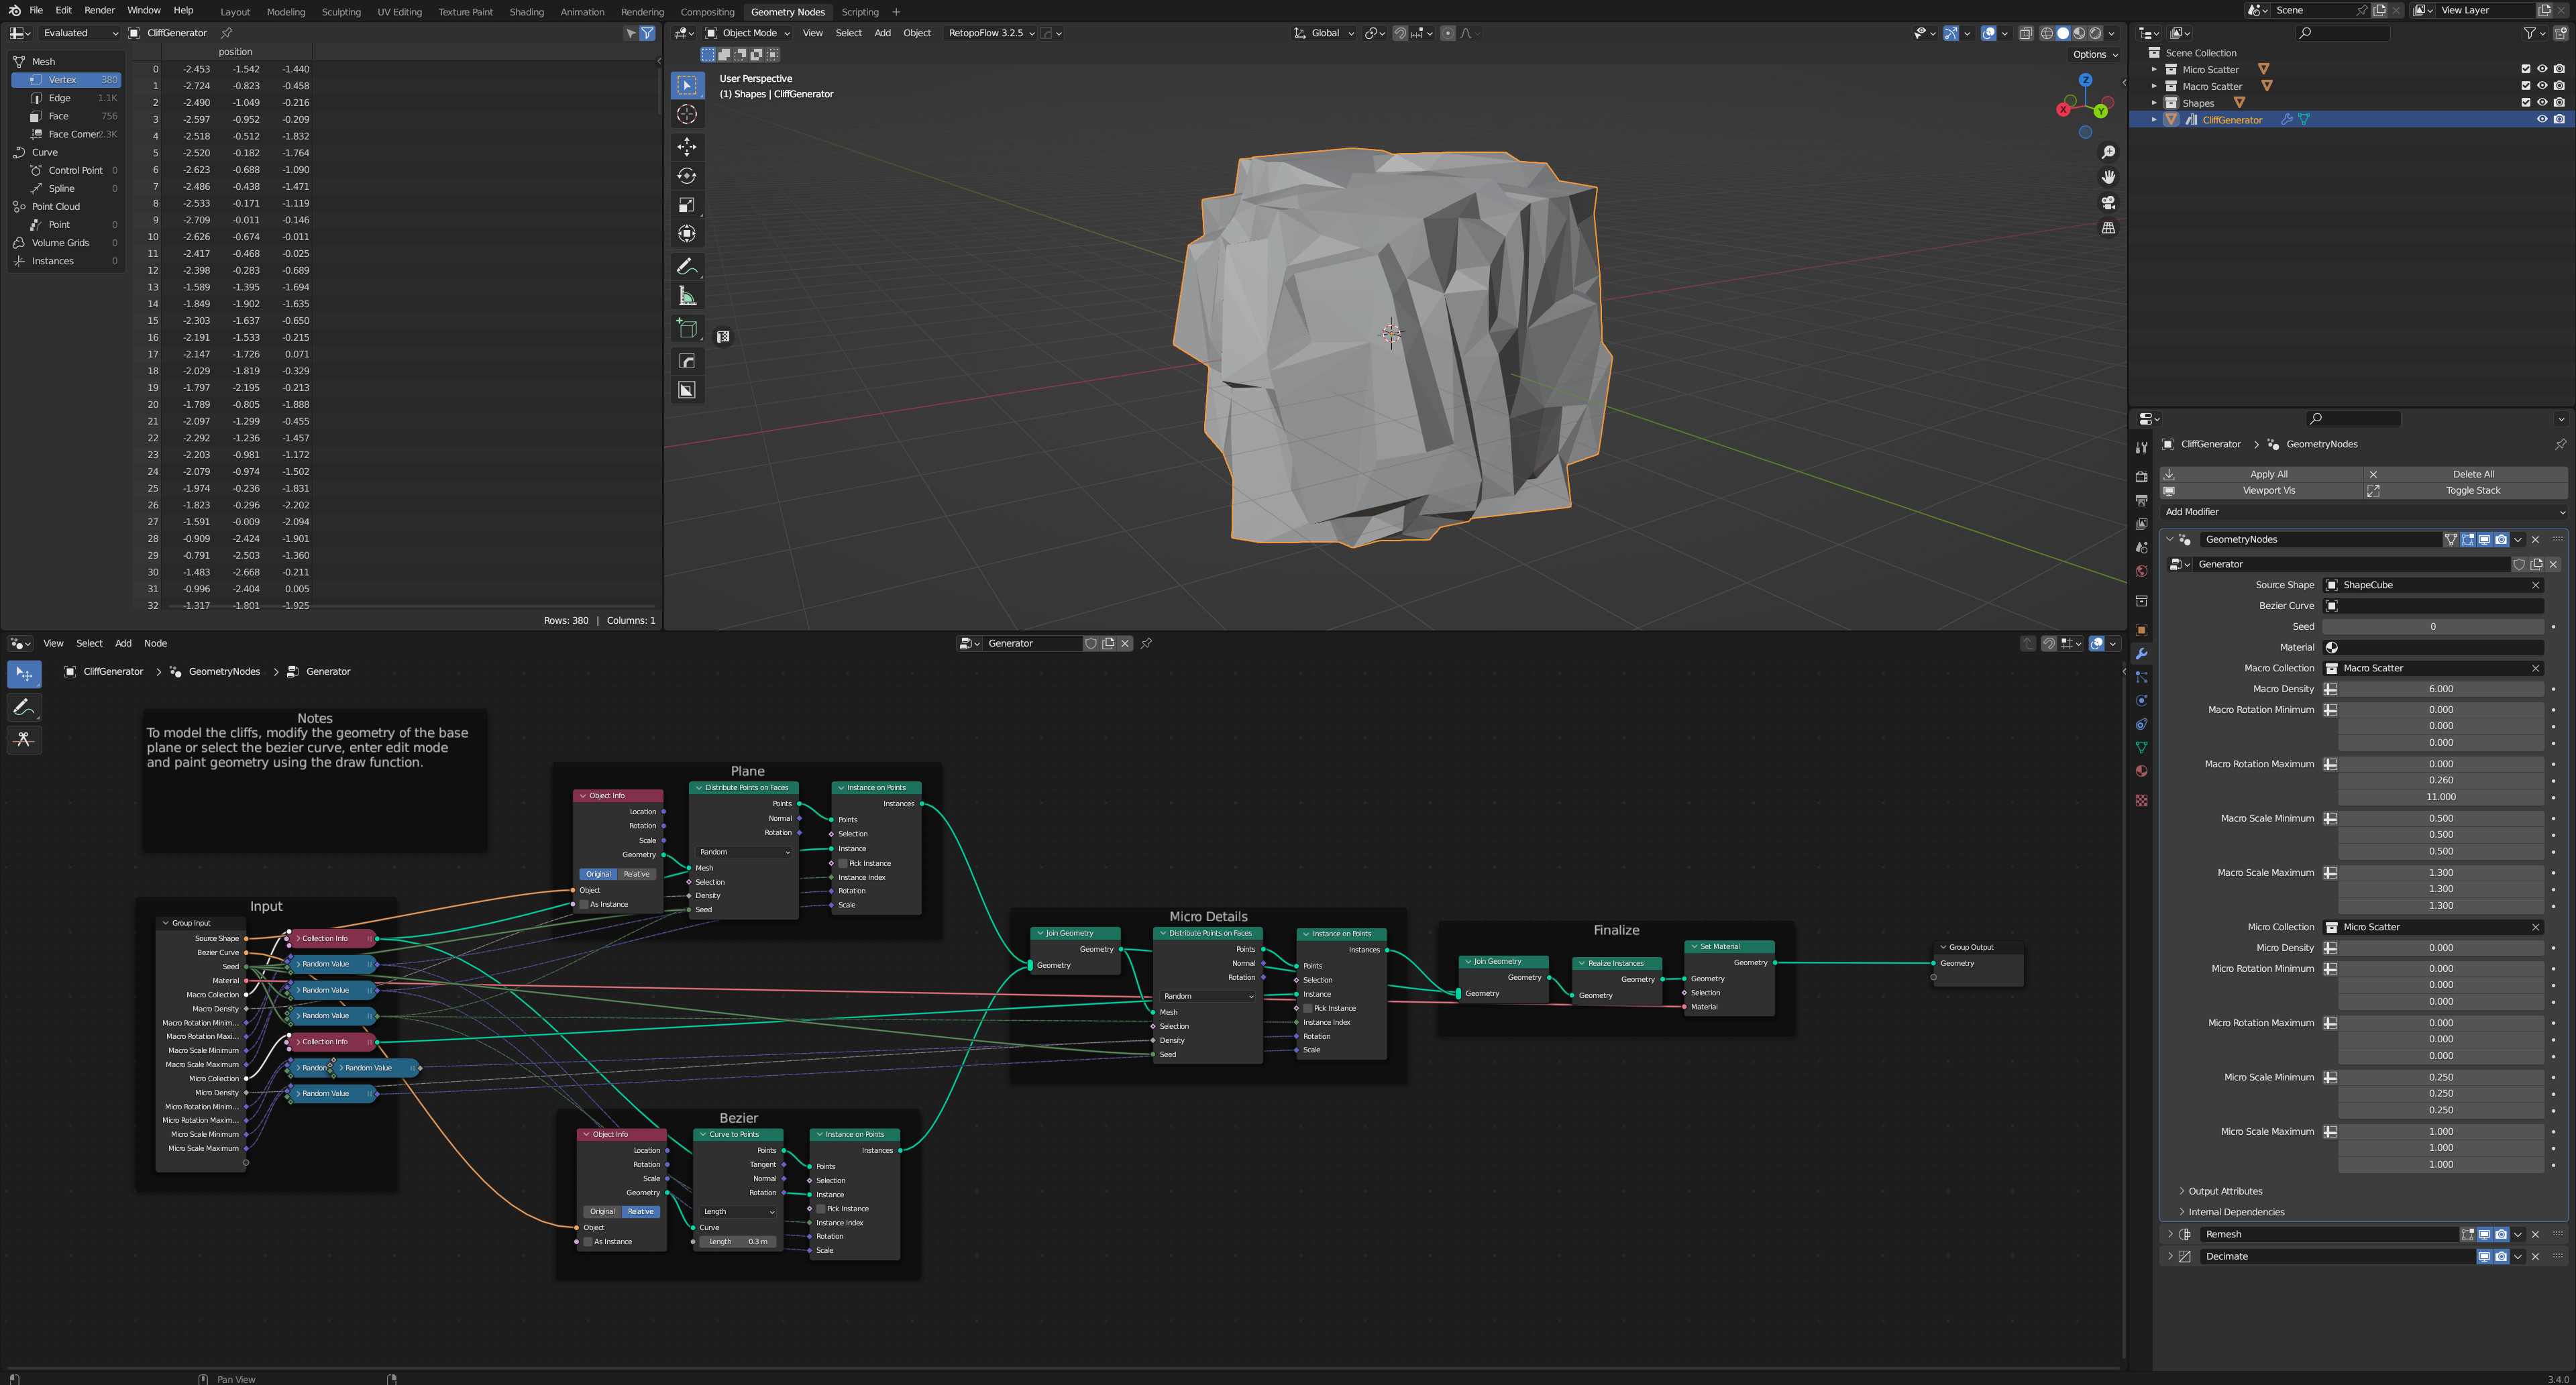 File Edit Render Window Help Layout Modeling Sculpting UV Editing Texture Paint Shading Animation Rendering Compositing Geometry Nodes Scripting + Scene View Layer
Evaluated CliffGenerator
position
Mesh
Vertex 380
Edge 1.1K
Face 756
Face Corner 2.3K
Curve
Control Point 0
Spline 0
Point Cloud
Point 0
Volume Grids 0
Instances 0
0 -2.453 -1.542 -1.440
1 -2.724 -0.823 -0.458
2 -2.490 -1.049 -0.216
3 -2.597 -0.952 -0.209
4 -2.518 -0.512 -1.832
5 -2.520 -0.182 -1.764
6 -2.623 -0.688 -1.090
7 -2.486 -0.438 -1.471
8 -2.533 -0.171 -1.119
9 -2.709 -0.011 -0.146
10 -2.626 -0.674 -0.011
11 -2.417 -0.468 -0.025
12 -2.398 -0.283 -0.689
13 -1.589 -1.395 -1.694
14 -1.849 -1.902 -1.635
15 -2.303 -1.637 -0.650
16 -2.191 -1.533 -0.215
17 -2.147 -1.726 0.071
18 -2.029 -1.819 -0.329
19 -1.797 -2.195 -0.213
20 -1.789 -0.805 -1.888
21 -2.097 -1.299 -0.455
22 -2.292 -1.236 -1.457
23 -2.203 -0.981 -1.172
24 -2.079 -0.974 -1.502
25 -1.974 -0.236 -1.831
26 -1.823 -0.296 -2.202
27 -1.591 -0.009 -2.094
28 -0.909 -2.424 -1.901
29 -0.791 -2.503 -1.360
30 -1.483 -2.668 -0.211
31 -0.996 -2.404 0.005
32 -1.317 -1.801 -1.925
Rows: 380 | Columns: 1
Object Mode View Select Add Object RetopoFlow 3.2.5 Global
Options
User Perspective
(1) Shapes | CliffGenerator
Z
X
Y
Scene Collection
Micro Scatter
Macro Scatter
Shapes
CliffGenerator
CliffGenerator > GeometryNodes
Apply All Delete All
Viewport Vis Toggle Stack
Add Modifier
GeometryNodes
Generator
Source Shape ShapeCube
Bezier Curve
Seed 0
Material
Macro Collection Macro Scatter
Macro Density 6.000
Macro Rotation Minimum 0.000
0.000
0.000
Macro Rotation Maximum 0.000
0.260
11.000
Macro Scale Minimum 0.500
0.500
0.500
Macro Scale Maximum 1.300
1.300
1.300
Micro Collection Micro Scatter
Micro Density 0.000
Micro Rotation Minimum 0.000
0.000
0.000
Micro Rotation Maximum 0.000
0.000
0.000
Micro Scale Minimum 0.250
0.250
0.250
Micro Scale Maximum 1.000
1.000
1.000
Output Attributes
Internal Dependencies
Remesh
Decimate
View Select Add Node Generator
CliffGenerator > GeometryNodes > Generator
Notes
To model the cliffs, modify the geometry of the base
plane or select the bezier curve, enter edit mode
and paint geometry using the draw function.
Input
Group Input
Source Shape
Bezier Curve
Seed
Material
Macro Collection
Macro Density
Macro Rotation Minim...
Macro Rotation Maxi...
Macro Scale Minimum
Macro Scale Maximum
Micro Collection
Micro Density
Micro Rotation Minim...
Micro Rotation Maxim...
Micro Scale Minimum
Micro Scale Maximum
Collection Info
Random Value
Random Value
Random Value
Collection Info
Random Value
Random Value
Plane
Object Info
Location
Rotation
Scale
Geometry
Original Relative
Object
As Instance
Distribute Points on Faces
Points
Normal
Rotation
Random
Mesh
Selection
Density
Seed
Instance on Points
Instances
Points
Selection
Instance
Pick Instance
Instance Index
Rotation
Scale
Bezier
Object Info
Location
Rotation
Scale
Geometry
Original Relative
Object
As Instance
Curve to Points
Points
Tangent
Normal
Rotation
Length
Curve
Length 0.3 m
Instance on Points
Instances
Points
Selection
Instance
Pick Instance
Instance Index
Rotation
Scale
Micro Details
Join Geometry
Geometry
Geometry
Distribute Points on Faces
Points
Normal
Rotation
Random
Mesh
Selection
Density
Seed
Instance on Points
Instances
Points
Selection
Instance
Pick Instance
Instance Index
Rotation
Scale
Finalize
Join Geometry
Geometry
Geometry
Realize Instances
Geometry
Geometry
Set Material
Geometry
Geometry
Selection
Material
Group Output
Geometry
Pan View
3.4.0